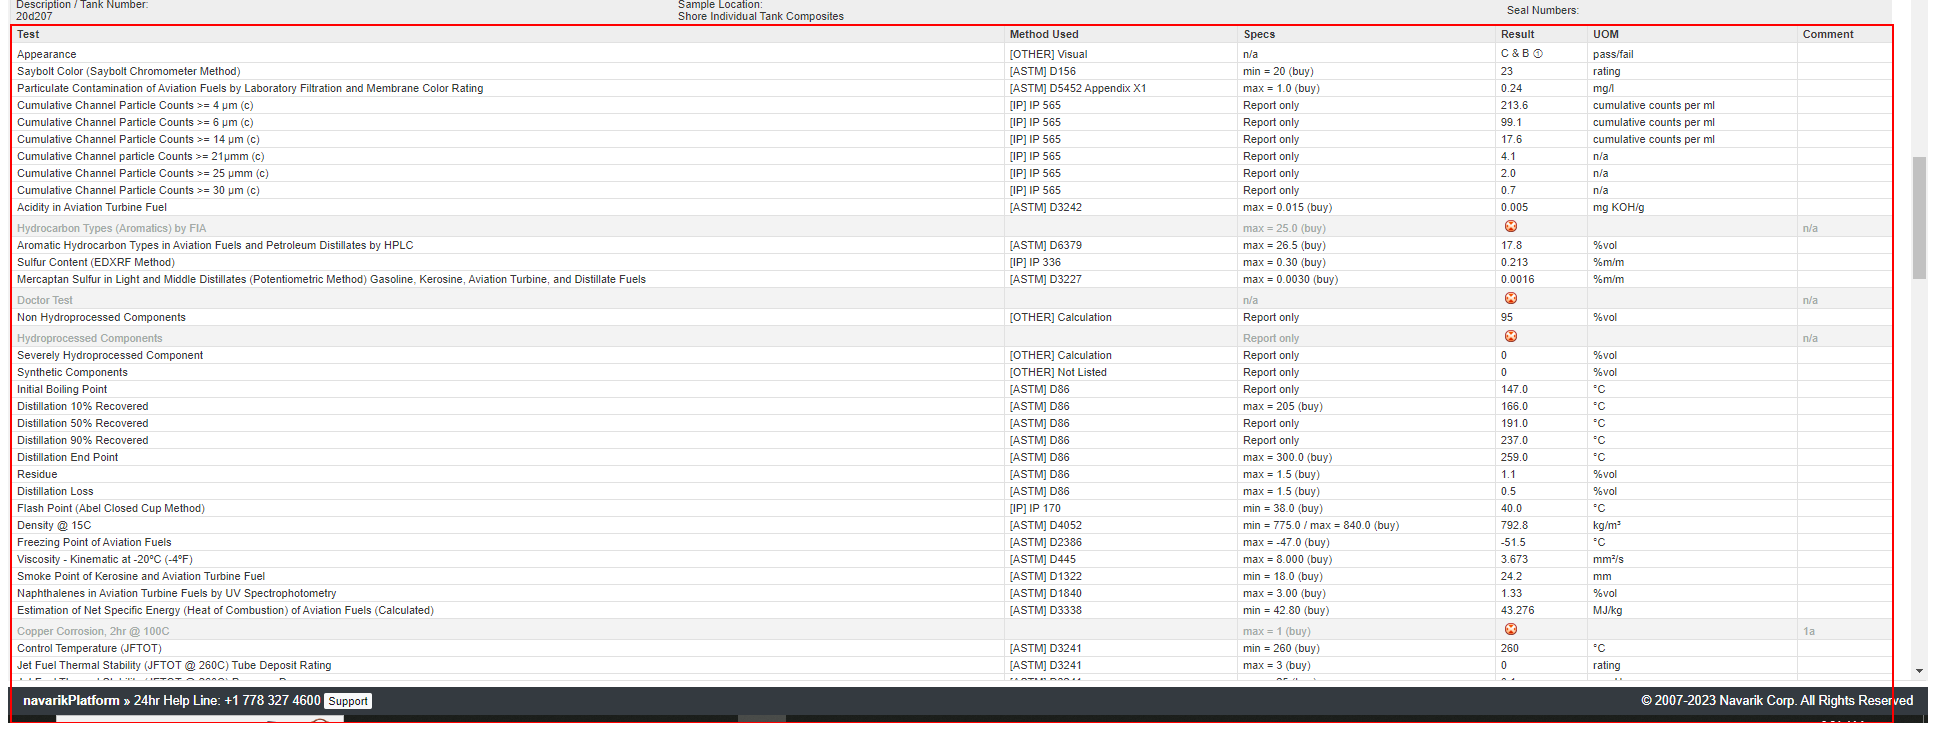 Description / Tank Number:
20d207
Sample Location:
Shore Individual Tank Composites
Seal Numbers:
Test Method Used Specs Result UOM Comment
Appearance [OTHER] Visual n/a C & B ① pass/fail
Saybolt Color (Saybolt Chromometer Method) [ASTM] D156 min = 20 (buy) 23 rating
Particulate Contamination of Aviation Fuels by Laboratory Filtration and Membrane Color Rating [ASTM] D5452 Appendix X1 max = 1.0 (buy) 0.24 mg/l
Cumulative Channel Particle Counts >= 4 µm (c) [IP] IP 565 Report only 213.6 cumulative counts per ml
Cumulative Channel Particle Counts >= 6 µm (c) [IP] IP 565 Report only 99.1 cumulative counts per ml
Cumulative Channel Particle Counts >= 14 µm (c) [IP] IP 565 Report only 17.6 cumulative counts per ml
Cumulative Channel particle Counts >= 21µmm (c) [IP] IP 565 Report only 4.1 n/a
Cumulative Channel Particle Counts >= 25 µmm (c) [IP] IP 565 Report only 2.0 n/a
Cumulative Channel Particle Counts >= 30 µm (c) [IP] IP 565 Report only 0.7 n/a
Acidity in Aviation Turbine Fuel [ASTM] D3242 max = 0.015 (buy) 0.005 mg KOH/g
Hydrocarbon Types (Aromatics) by FIA max = 25.0 (buy) n/a
Aromatic Hydrocarbon Types in Aviation Fuels and Petroleum Distillates by HPLC [ASTM] D6379 max = 26.5 (buy) 17.8 %vol
Sulfur Content (EDXRF Method) [IP] IP 336 max = 0.30 (buy) 0.213 %m/m
Mercaptan Sulfur in Light and Middle Distillates (Potentiometric Method) Gasoline, Kerosine, Aviation Turbine, and Distillate Fuels [ASTM] D3227 max = 0.0030 (buy) 0.0016 %m/m
Doctor Test n/a n/a
Non Hydroprocessed Components [OTHER] Calculation Report only 95 %vol
Hydroprocessed Components Report only n/a
Severely Hydroprocessed Component [OTHER] Calculation Report only 0 %vol
Synthetic Components [OTHER] Not Listed Report only 0 %vol
Initial Boiling Point [ASTM] D86 Report only 147.0 °C
Distillation 10% Recovered [ASTM] D86 max = 205 (buy) 166.0 °C
Distillation 50% Recovered [ASTM] D86 Report only 191.0 °C
Distillation 90% Recovered [ASTM] D86 Report only 237.0 °C
Distillation End Point [ASTM] D86 max = 300.0 (buy) 259.0 °C
Residue [ASTM] D86 max = 1.5 (buy) 1.1 %vol
Distillation Loss [ASTM] D86 max = 1.5 (buy) 0.5 %vol
Flash Point (Abel Closed Cup Method) [IP] IP 170 min = 38.0 (buy) 40.0 °C
Density @ 15C [ASTM] D4052 min = 775.0 / max = 840.0 (buy) 792.8 kg/m³
Freezing Point of Aviation Fuels [ASTM] D2386 max = -47.0 (buy) -51.5 °C
Viscosity - Kinematic at -20ºC (-4ºF) [ASTM] D445 max = 8.000 (buy) 3.673 mm²/s
Smoke Point of Kerosine and Aviation Turbine Fuel [ASTM] D1322 min = 18.0 (buy) 24.2 mm
Naphthalenes in Aviation Turbine Fuels by UV Spectrophotometry [ASTM] D1840 max = 3.00 (buy) 1.33 %vol
Estimation of Net Specific Energy (Heat of Combustion) of Aviation Fuels (Calculated) [ASTM] D3338 min = 42.80 (buy) 43.276 MJ/kg
Copper Corrosion, 2hr @ 100C max = 1 (buy) 1a
Control Temperature (JFTOT) [ASTM] D3241 min = 260 (buy) 260 °C
Jet Fuel Thermal Stability (JFTOT @ 260C) Tube Deposit Rating [ASTM] D3241 max = 3 (buy) 0 rating
navarikPlatform » 24hr Help Line: +1 778 327 4600 Support
© 2007-2023 Navarik Corp. All Rights Reserved